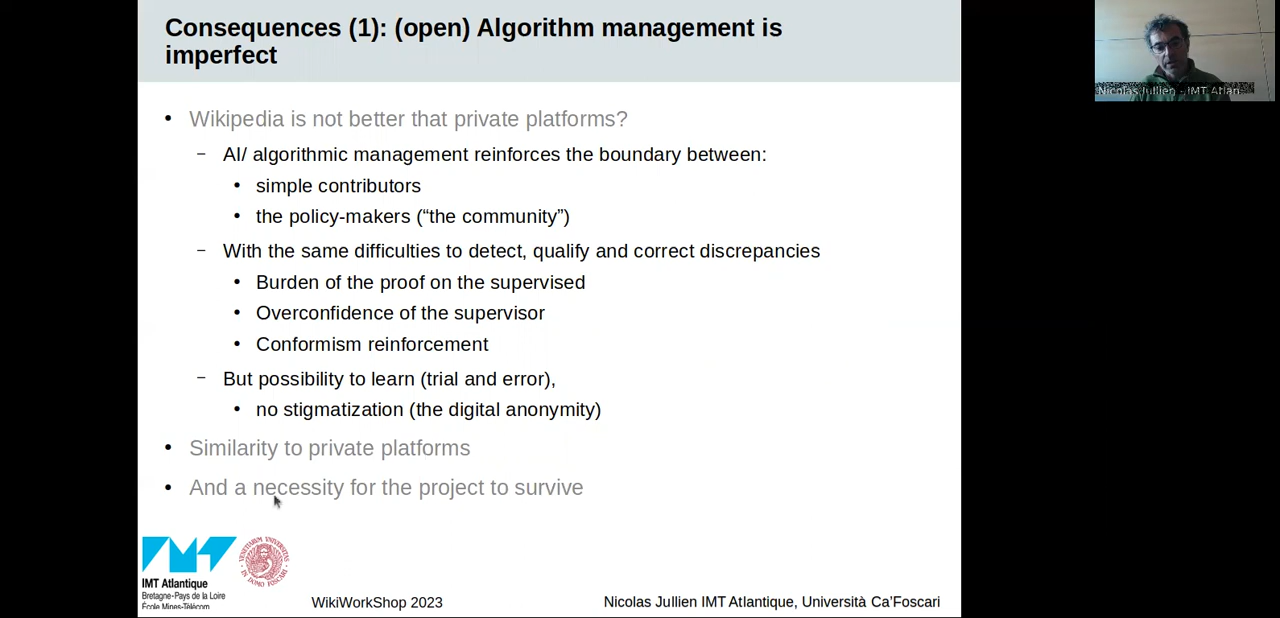 Consequences (1): (open) Algorithm management is
imperfect
Nicolas Jullien - IMT Atlan
• Wikipedia is not better that private platforms?
– AI/ algorithmic management reinforces the boundary between:
• simple contributors
• the policy-makers (“the community”)
– With the same difficulties to detect, qualify and correct discrepancies
• Burden of the proof on the supervised
• Overconfidence of the supervisor
• Conformism reinforcement
– But possibility to learn (trial and error),
• no stigmatization (the digital anonymity)
• Similarity to private platforms
• And a necessity for the project to survive
IMT Atlantique
Bretagne-Pays de la Loire
École Mines-Télécom
WikiWorkShop 2023
Nicolas Jullien IMT Atlantique, Università Ca’Foscari